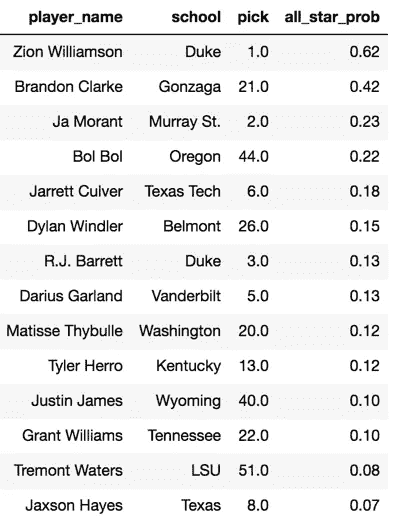 player_name school pick all_star_prob
Zion Williamson Duke 1.0 0.62
Brandon Clarke Gonzaga 21.0 0.42
Ja Morant Murray St. 2.0 0.23
Bol Bol Oregon 44.0 0.22
Jarrett Culver Texas Tech 6.0 0.18
Dylan Windler Belmont 26.0 0.15
R.J. Barrett Duke 3.0 0.13
Darius Garland Vanderbilt 5.0 0.13
Matisse Thybulle Washington 20.0 0.12
Tyler Herro Kentucky 13.0 0.12
Justin James Wyoming 40.0 0.10
Grant Williams Tennessee 22.0 0.10
Tremont Waters LSU 51.0 0.08
Jaxson Hayes Texas 8.0 0.07